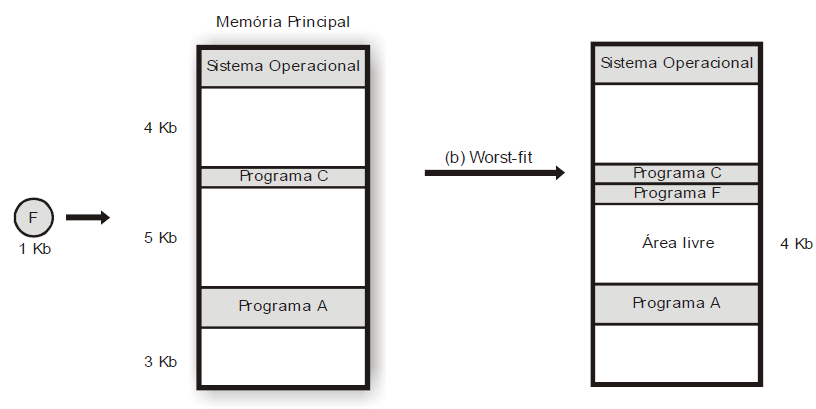 Memória Principal
Sistema Operacional
4 Kb
Programa C
F
1 Kb
5 Kb
Programa A
3 Kb
(b) Worst-fit
Sistema Operacional
Programa C
Programa F
Área livre
4 Kb
Programa A